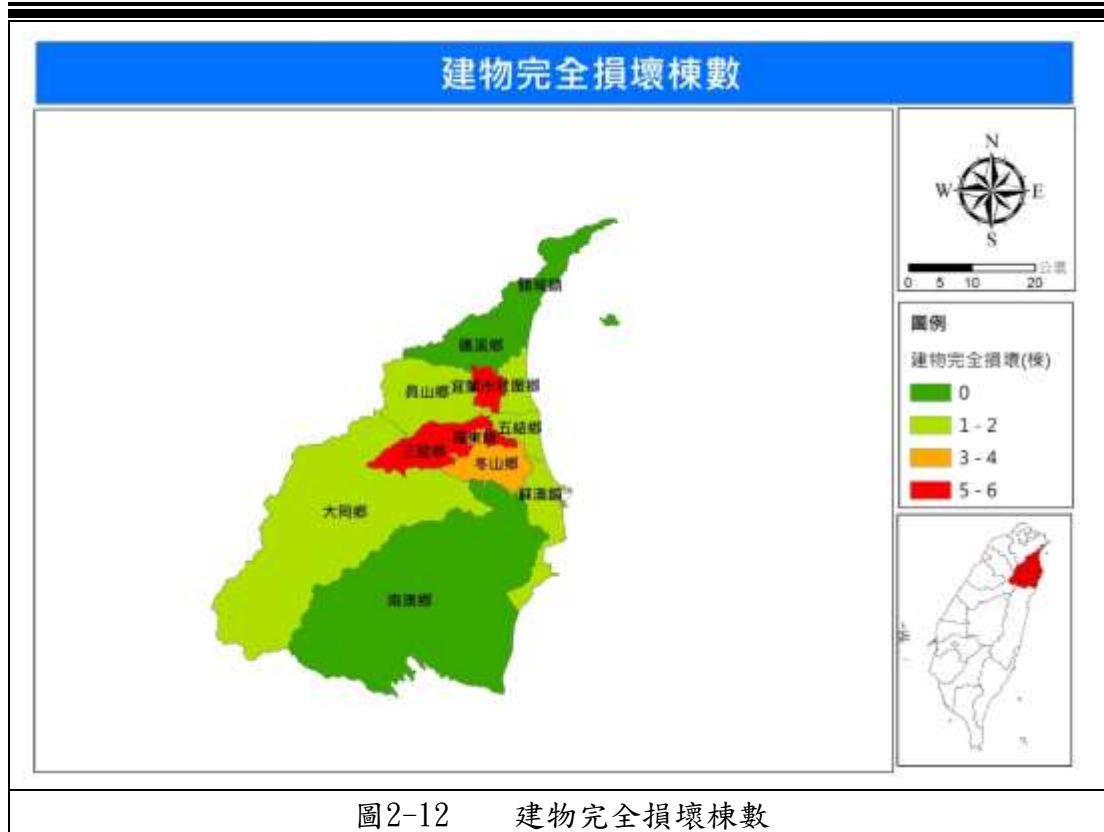 建物完全損壞棟數
N
W
E
S
公里
0 5 10 20
圖例
建物完全損壞(棟)
0
1 - 2
3 - 4
5 - 6
頭城鎮
礁溪鄉
員山鄉
宜蘭市
壯圍鄉
五結鄉
羅東鎮
三星鄉
冬山鄉
蘇澳鎮
大同鄉
南澳鄉
圖2-12 建物完全損壞棟數